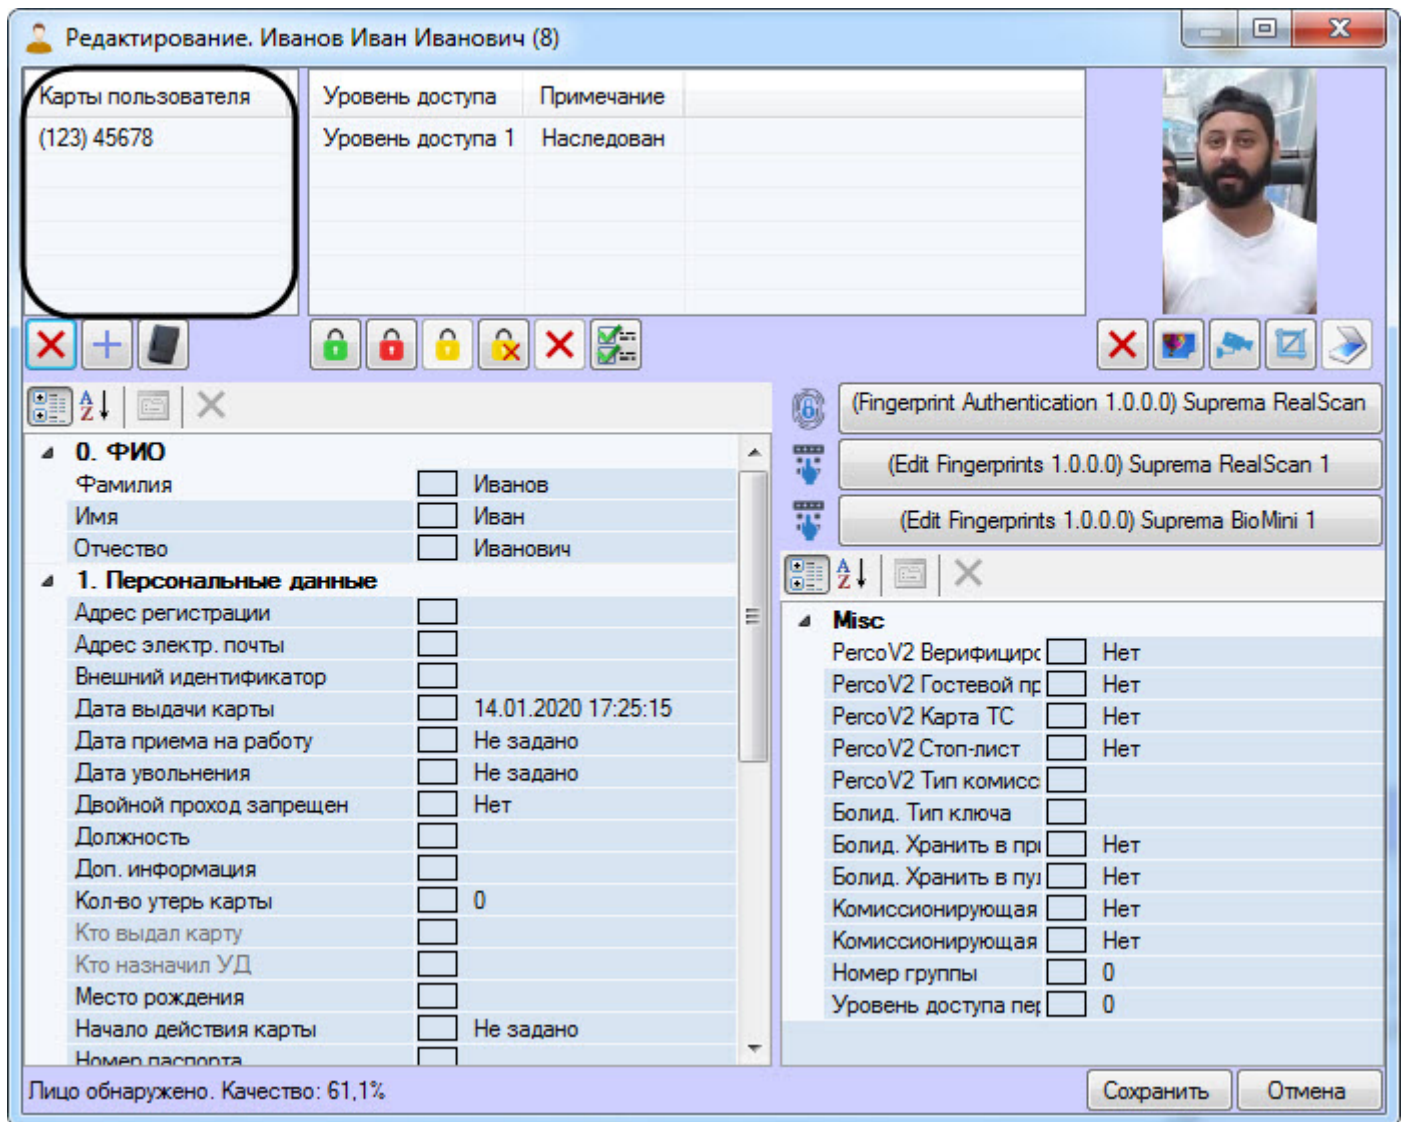 Редактирование. Иванов Иван Иванович (8)
Карты пользователя
(123) 45678
Уровень доступа Примечание
Уровень доступа 1 Наследован
0. ФИО
Фамилия Иванов
Имя Иван
Отчество Иванович
1. Персональные данные
Адрес регистрации
Адрес электр. почты
Внешний идентификатор
Дата выдачи карты 14.01.2020 17:25:15
Дата приема на работу Не задано
Дата увольнения Не задано
Двойной проход запрещен Нет
Должность
Доп. информация
Кол-во утерь карты 0
Кто выдал карту
Кто назначил УД
Место рождения
Начало действия карты Не задано
Номер паспорта
(Fingerprint Authentication 1.0.0.0) Suprema RealScan
(Edit Fingerprints 1.0.0.0) Suprema RealScan 1
(Edit Fingerprints 1.0.0.0) Suprema BioMini 1
Misc
PercoV2 Верифициро Нет
PercoV2 Гостевой пр Нет
PercoV2 Карта ТС Нет
PercoV2 Стоп-лист Нет
PercoV2 Тип комисс
Болид. Тип ключа
Болид. Хранить в пр Нет
Болид. Хранить в пул Нет
Комиссионирующая Нет
Комиссионирующая Нет
Номер группы 0
Уровень доступа пер 0
Лицо обнаружено. Качество: 61,1%
Сохранить
Отмена